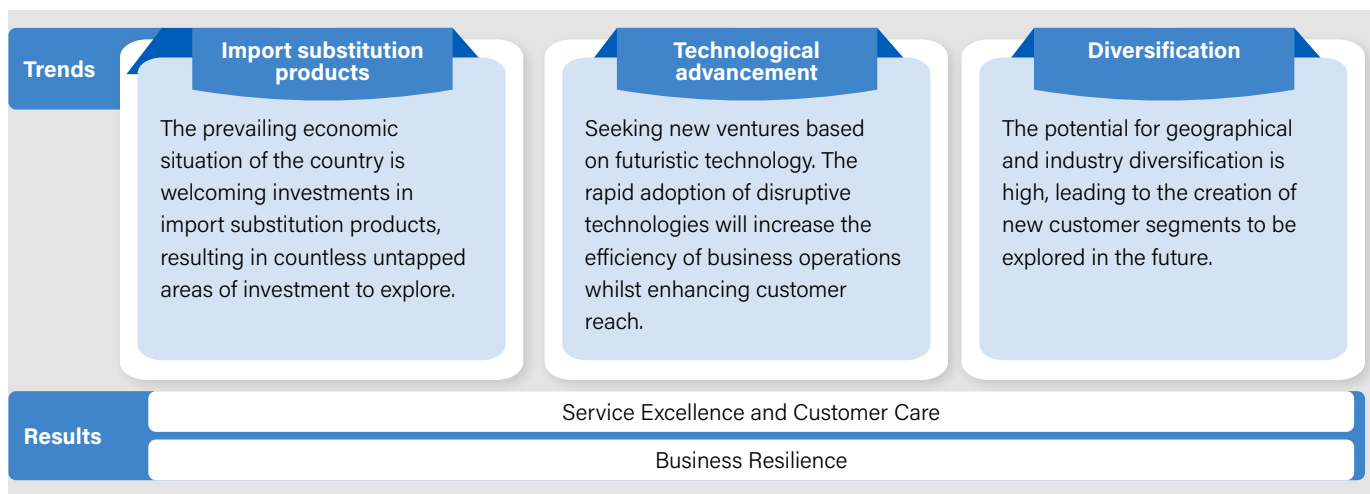 Trends
Import substitution
products
The prevailing economic
situation of the country is
welcoming investments in
import substitution products,
resulting in countless untapped
areas of investment to explore.
Technological
advancement
Seeking new ventures based
on futuristic technology. The
rapid adoption of disruptive
technologies will increase the
efficiency of business operations
whilst enhancing customer
reach.
Diversification
The potential for geographical
and industry diversification is
high, leading to the creation of
new customer segments to be
explored in the future.
Results
Service Excellence and Customer Care
Business Resilience